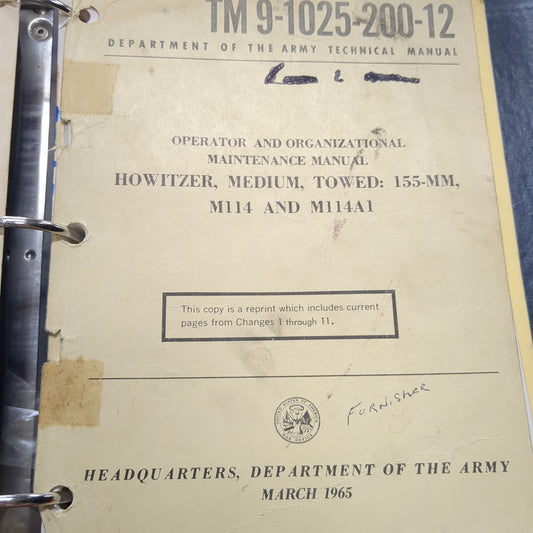 TM 9-1025-200-12
DEPARTMENT OF THE ARMY TECHNICAL MANUAL
OPERATOR AND ORGANIZATIONAL
MAINTENANCE MANUAL
HOWITZER, MEDIUM, TOWED: 155-MM,
M114 AND M114A1
This copy is a reprint which includes current
pages from Changes 1 through 11.
FURNISHER
HEADQUARTERS, DEPARTMENT OF THE ARMY
MARCH 1965